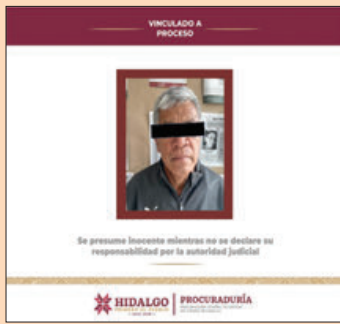 VINCULADO A
PROCESO
Se presume inocente mientras no se declare su
responsabilidad por la autoridad judicial
HIDALGO
PROCURADURÍA